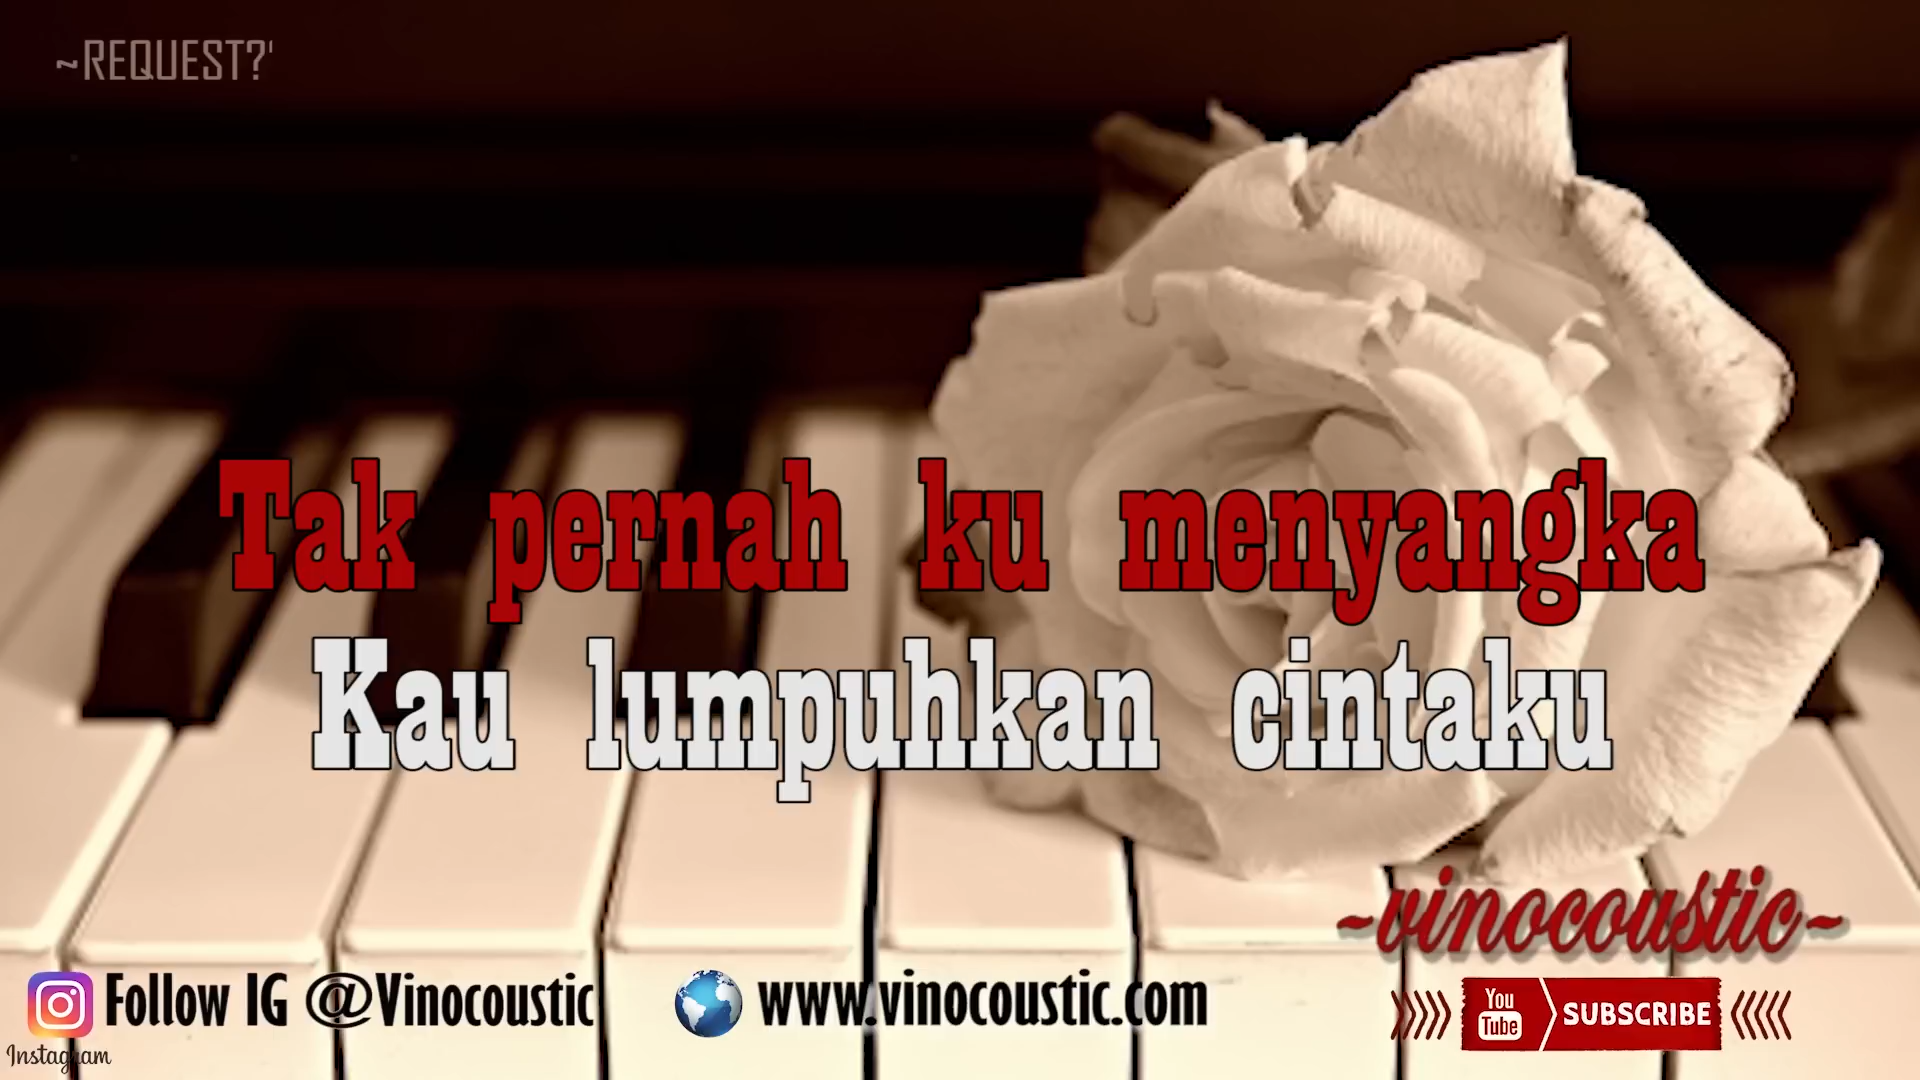 ~REQUEST?'
Tak pernah ku menyangka
Kau lumpuhkan cintaku
~vinocoustic~
Follow IG @Vinocoustic
www.vinocoustic.com
You Tube SUBSCRIBE
Instagram